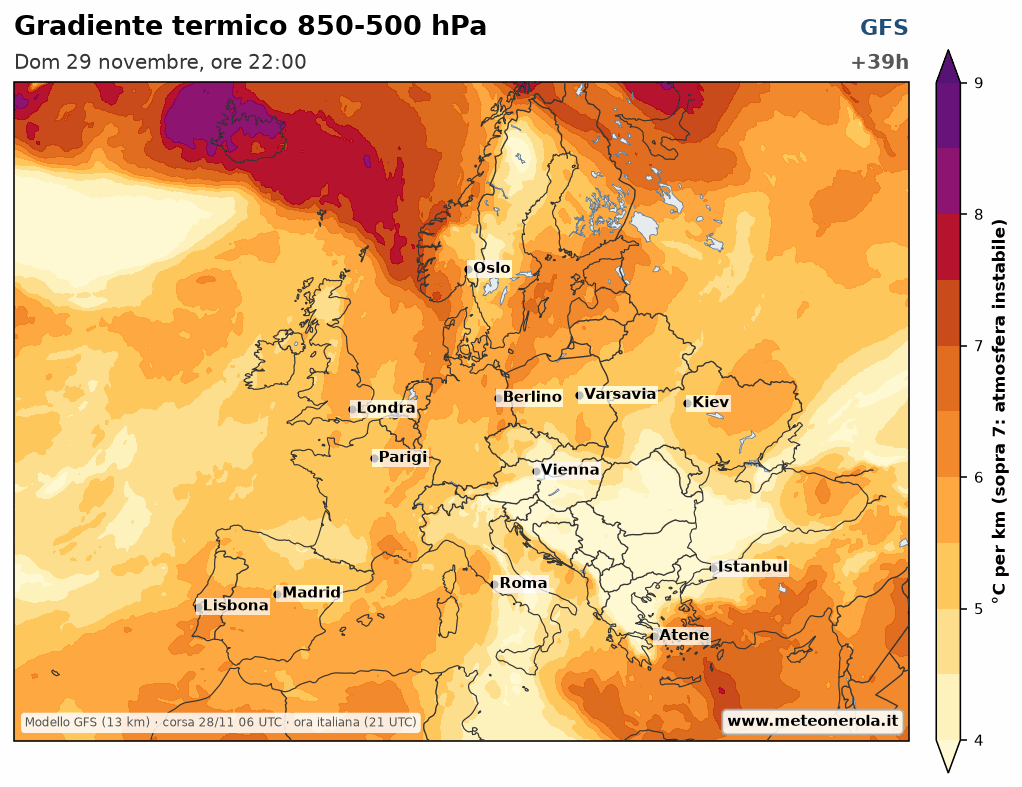 Gradiente termico 850-500 hPa
GFS
Dom 29 novembre, ore 22:00
+39h
9
8
7
6
5
4
°C per km (sopra 7: atmosfera instabile)
Oslo
Londra
Berlino
Varsavia
Kiev
Parigi
Vienna
Istanbul
Roma
Madrid
Lisbona
Atene
Modello GFS (13 km) · corsa 28/11 06 UTC · ora italiana (21 UTC)
www.meteonerola.it